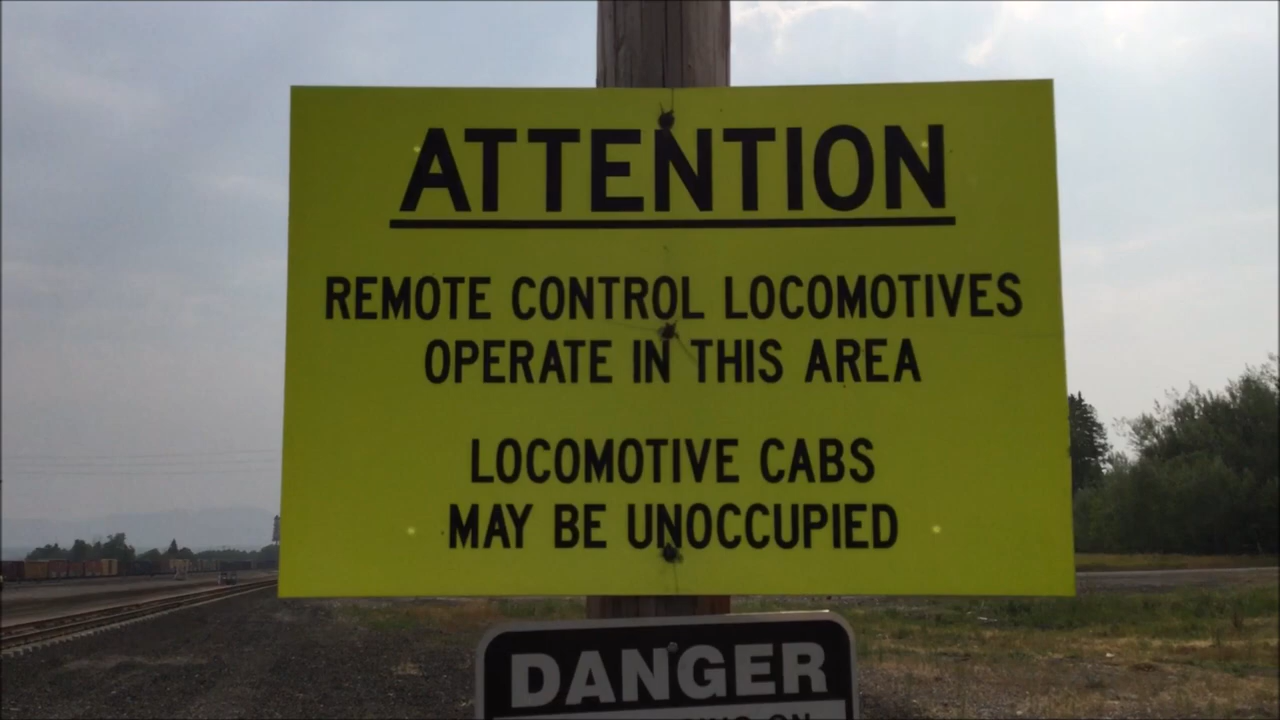 ATTENTION
REMOTE CONTROL LOCOMOTIVES
OPERATE IN THIS AREA
LOCOMOTIVE CABS
MAY BE UNOCCUPIED
DANGER